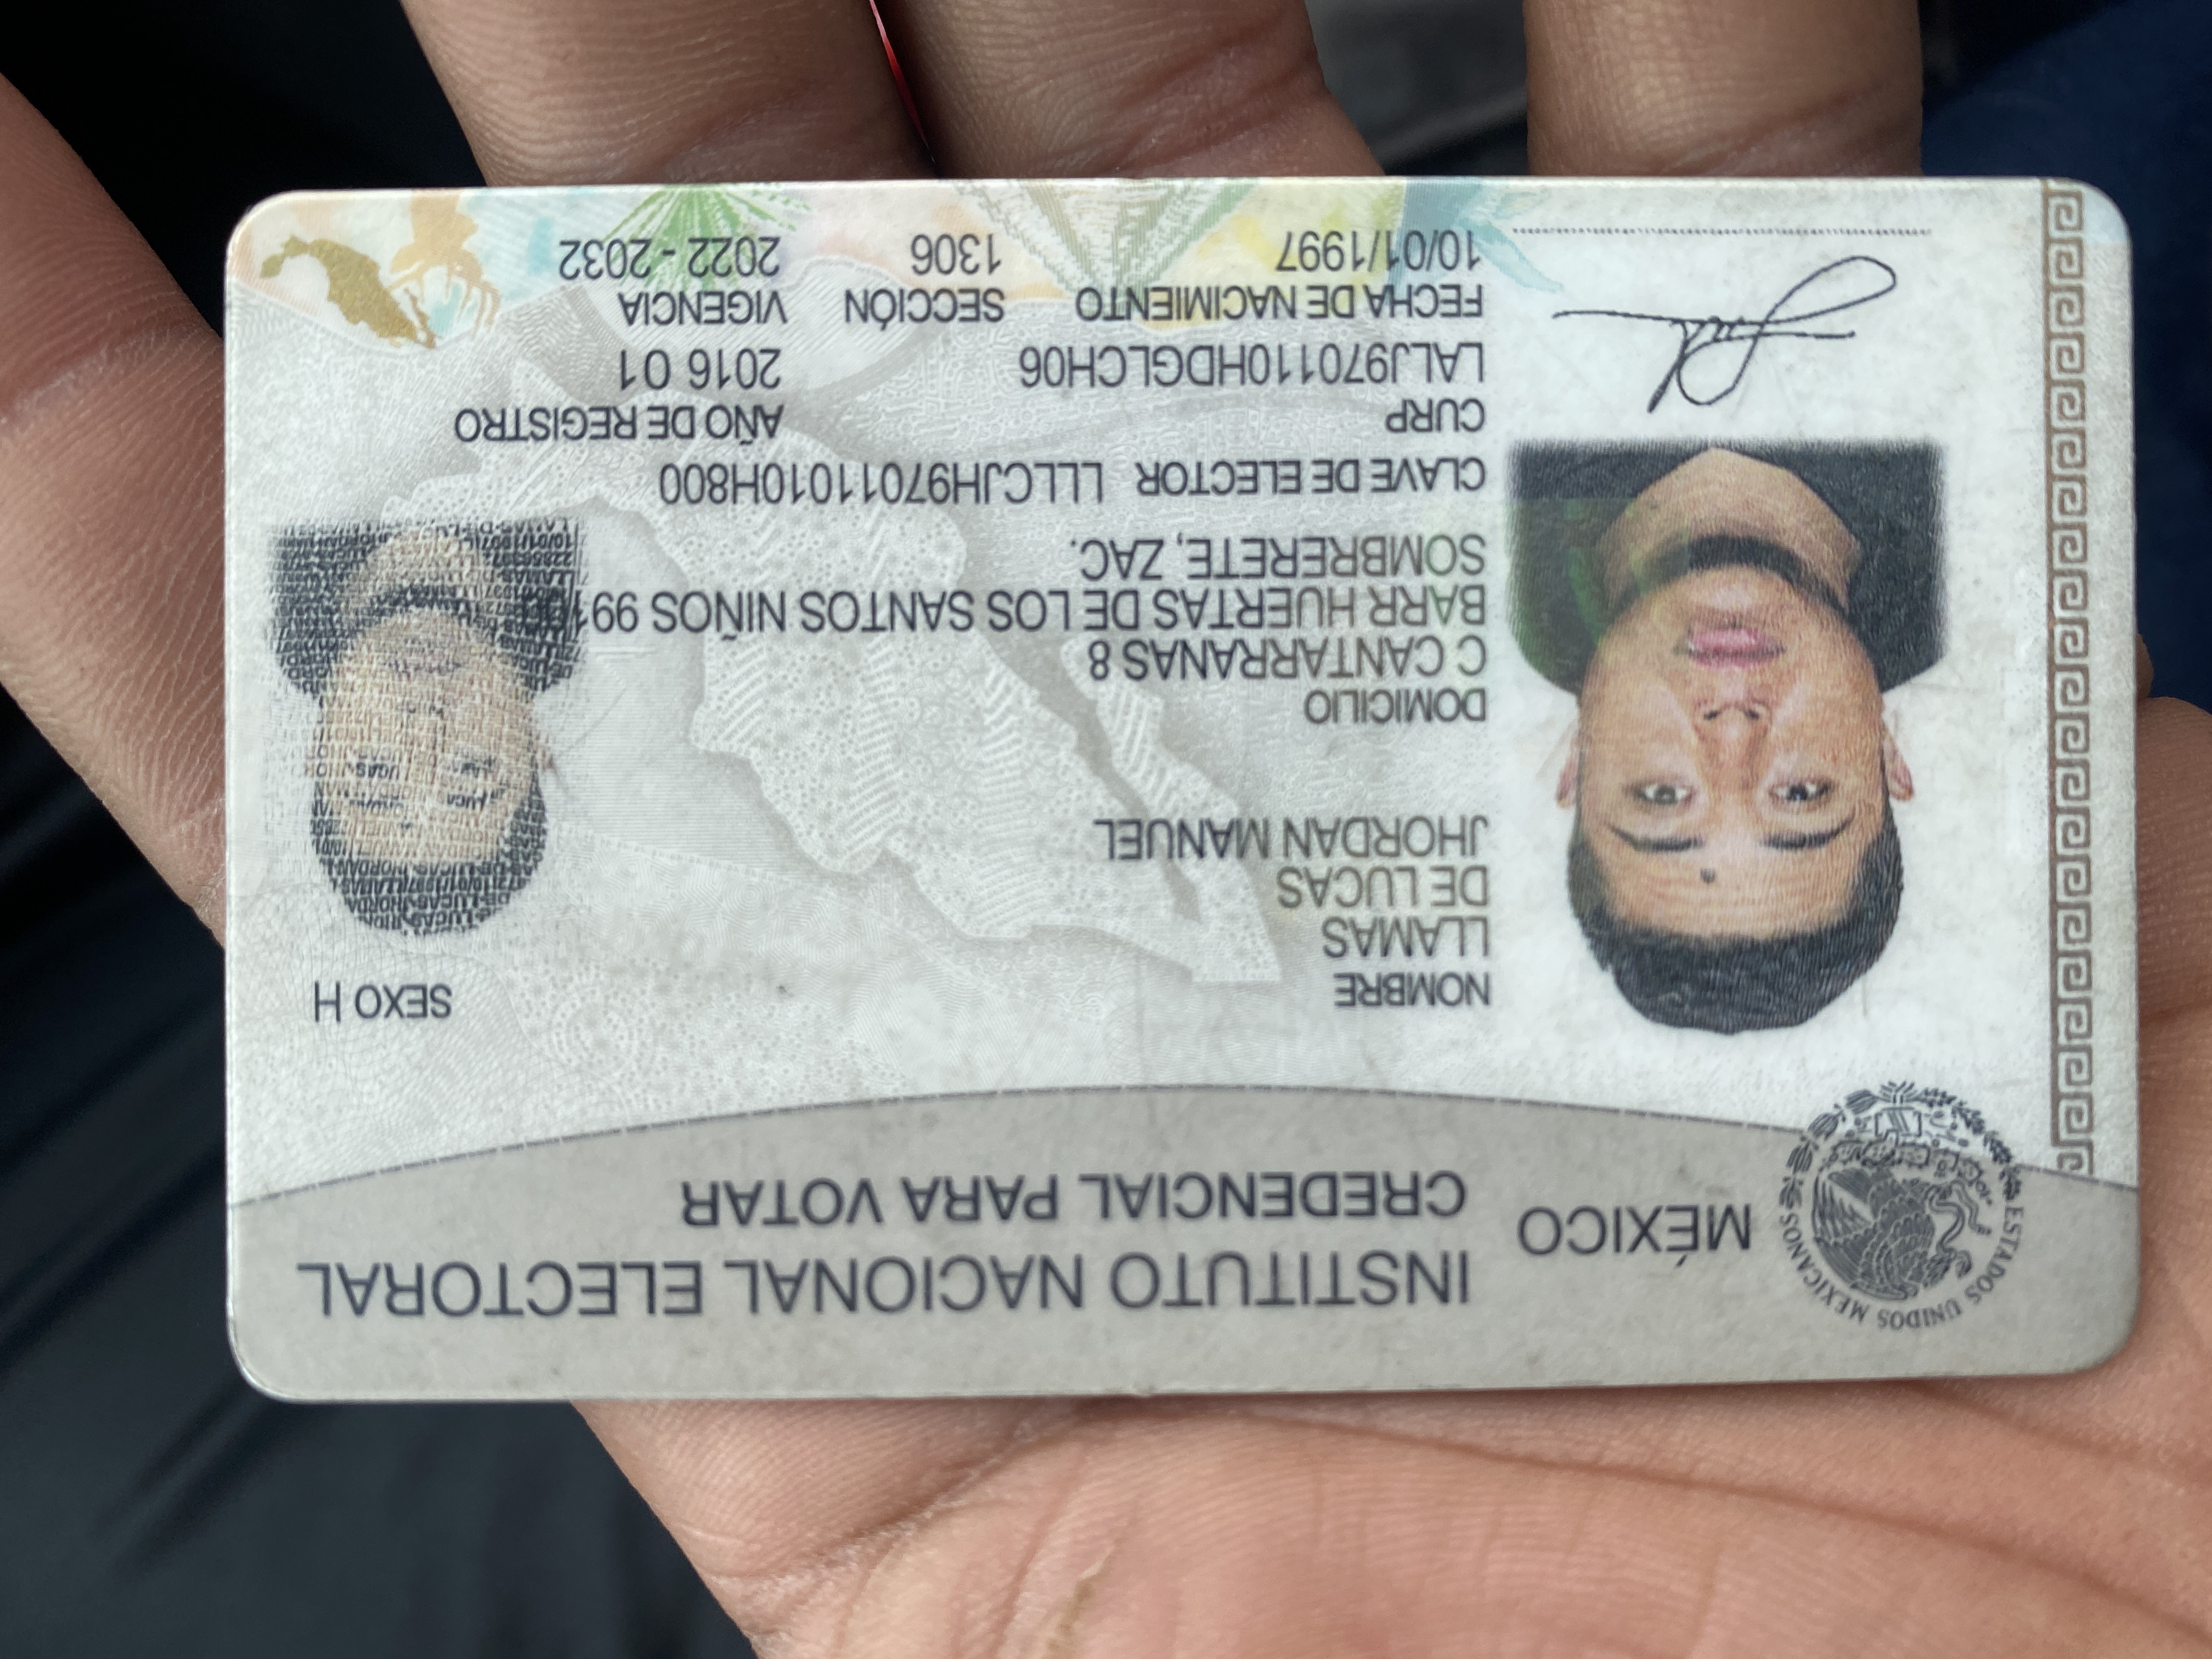 MÉXICO
INSTITUTO NACIONAL ELECTORAL
CREDENCIAL PARA VOTAR
ESTADOS UNIDOS MEXICANOS
NOMBRE
LLAMAS
DE LUCAS
JHORDAN MANUEL
SEXO H
DOMICILIO
C CANTARRANAS 8
BARR HUERTAS DE LOS SANTOS NIÑOS 99100
SOMBRERETE, ZAC.
CLAVE DE ELECTOR LLLCJH97011010H800
CURP
LALJ970110HDGLCH06
AÑO DE REGISTRO
2016 01
FECHA DE NACIMIENTO
10/01/1997
SECCIÓN
1306
VIGENCIA
2022 - 2032